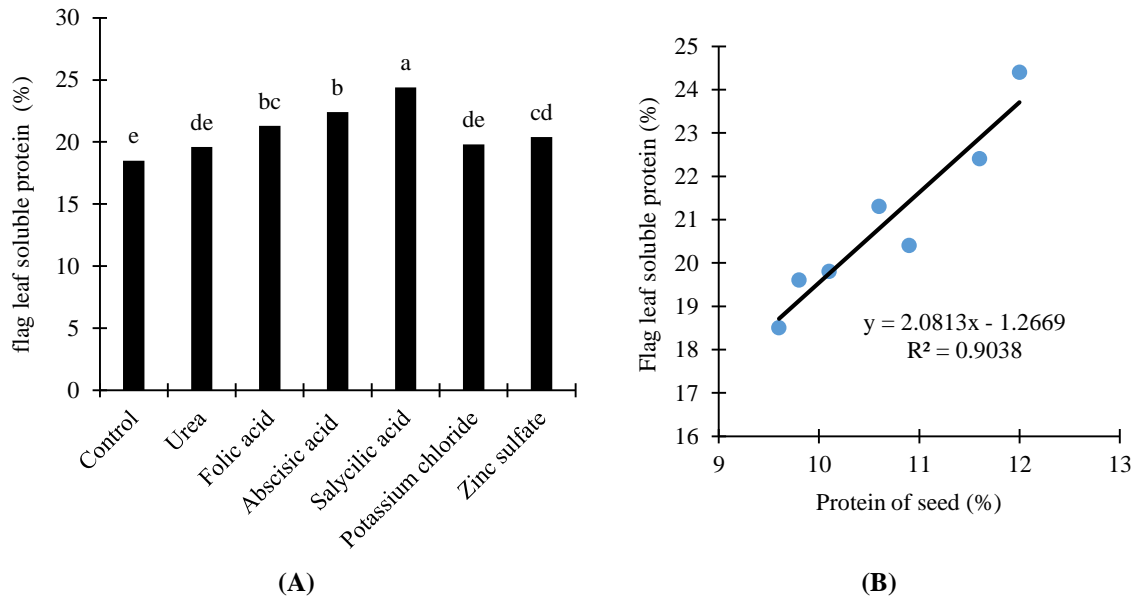 flag leaf soluble protein (%)
30
25
20
15
10
5
0
e
de
bc
b
a
de
cd
Control
Urea
Folic acid
Abscisic acid
Salycilic acid
Potassium chloride
Zinc sulfate
(A)
Flag leaf soluble protein (%)
25
24
23
22
21
20
19
18
17
16
y = 2.0813x - 1.2669
R² = 0.9038
9
10
11
12
13
Protein of seed (%)
(B)